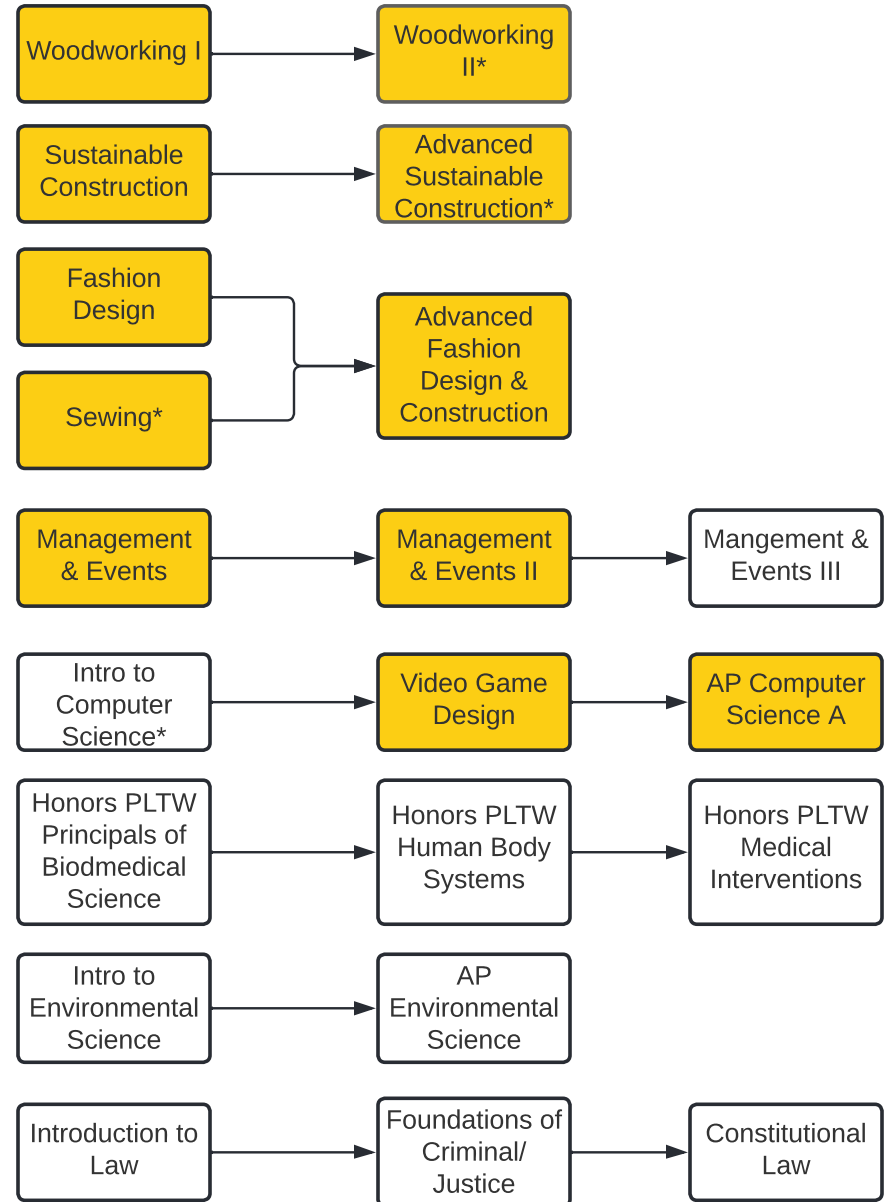 Woodworking I
Woodworking
II*
Sustainable
Construction
Advanced
Sustainable
Construction*
Fashion
Design
Sewing*
Advanced
Fashion
Design &
Construction
Management
& Events
Management
& Events II
Mangement &
Events III
Intro to
Computer
Science*
Video Game
Design
AP Computer
Science A
Honors PLTW
Principals of
Biodmedical
Science
Honors PLTW
Human Body
Systems
Honors PLTW
Medical
Interventions
Intro to
Environmental
Science
AP
Environmental
Science
Introduction to
Law
Foundations of
Criminal/
Justice
Constitutional
Law